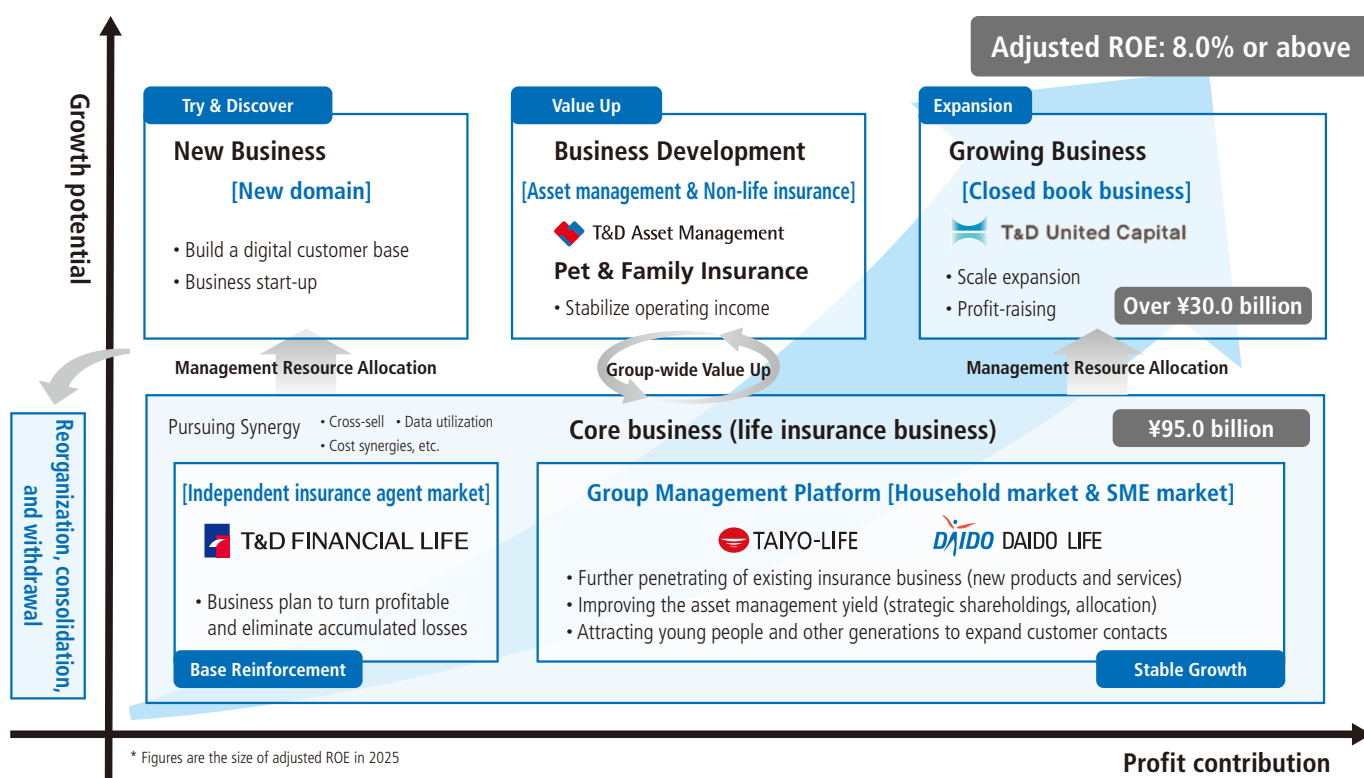 Adjusted ROE: 8.0% or above
Growth potential
Try & Discover
New Business
[New domain]
• Build a digital customer base
• Business start-up
Value Up
Business Development
[Asset management & Non-life insurance]
T&D Asset Management
Pet & Family Insurance
• Stabilize operating income
Expansion
Growing Business
[Closed book business]
T&D United Capital
• Scale expansion
• Profit-raising
Over ¥30.0 billion
Management Resource Allocation
Group-wide Value Up
Management Resource Allocation
Reorganization, consolidation,
and withdrawal
Pursuing Synergy
• Cross-sell • Data utilization
• Cost synergies, etc.
Core business (life insurance business)
¥95.0 billion
[Independent insurance agent market]
T&D FINANCIAL LIFE
• Business plan to turn profitable
and eliminate accumulated losses
Base Reinforcement
Group Management Platform [Household market & SME market]
TAIYO-LIFE
DAIDO DAIDO LIFE
• Further penetrating of existing insurance business (new products and services)
• Improving the asset management yield (strategic shareholdings, allocation)
• Attracting young people and other generations to expand customer contacts
Stable Growth
* Figures are the size of adjusted ROE in 2025
Profit contribution